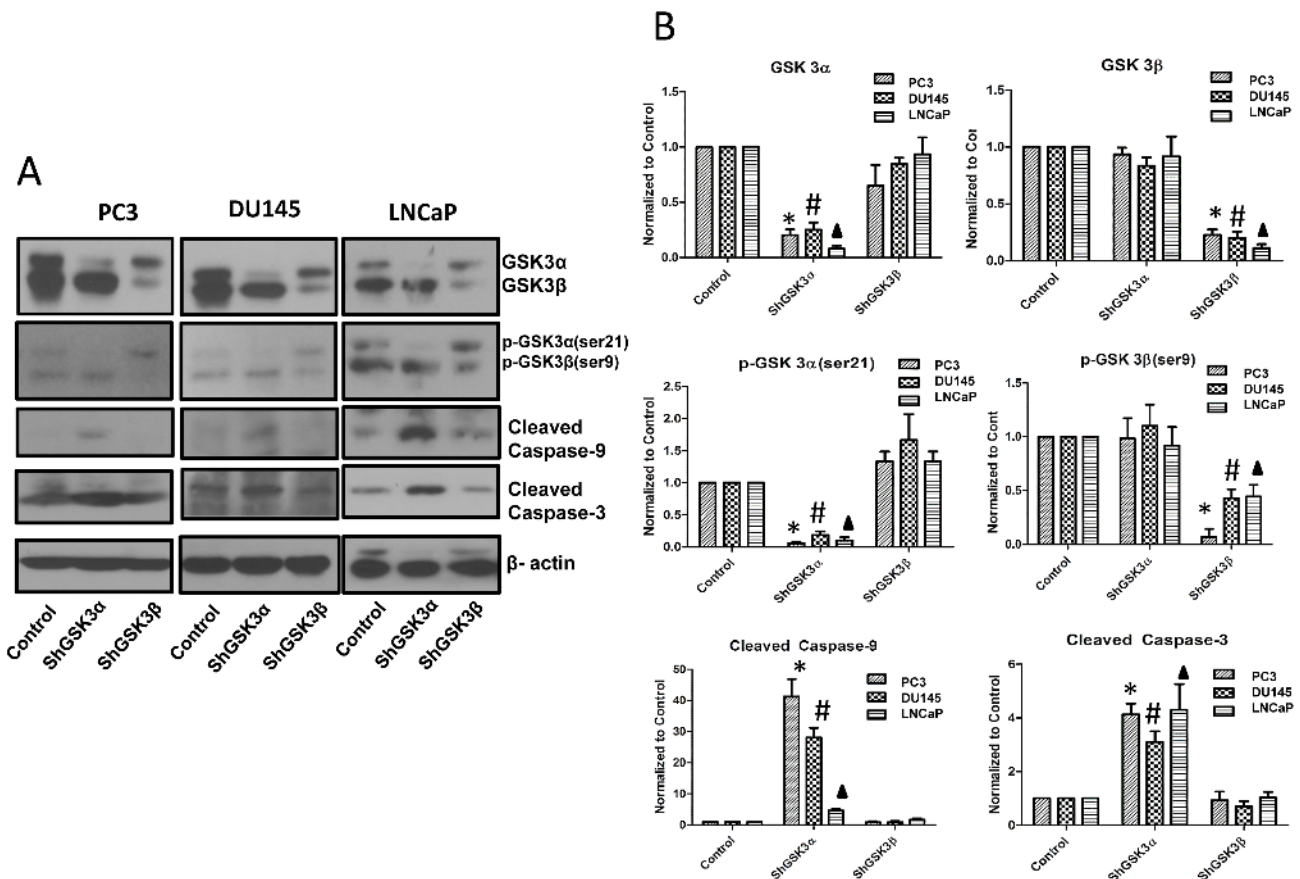 A
PC3
DU145
LNCaP
GSK3α
GSK3β
p-GSK3α(ser21)
p-GSK3β(ser9)
Cleaved
Caspase-9
Cleaved
Caspase-3
β- actin
Control
ShGSK3α
ShGSK3β
Control
ShGSK3α
ShGSK3β
Control
ShGSK3α
ShGSK3β
B
GSK 3α
PC3
DU145
LNCaP
Normalized to Control
1.5
1.0
0.5
0.0
* # ▲
Control
ShGSK3α
ShGSK3β
GSK 3β
PC3
DU145
LNCaP
Normalized to Coi
1.5
1.0
0.5
0.0
* # ▲
Control
ShGSK3α
ShGSK3β
p-GSK 3α(ser21)
PC3
DU145
LNCaP
Normalized to Control
2.5
2.0
1.5
1.0
0.5
0.0
* # ▲
Control
ShGSK3α
ShGSK3β
p-GSK 3β(ser9)
PC3
DU145
LNCaP
Normalized to Cont
1.5
1.0
0.5
0.0
* # ▲
Control
ShGSK3α
ShGSK3β
Cleaved Caspase-9
PC3
DU145
LNCaP
Normalized to Control
50
40
30
20
10
0
* # ▲
Control
ShGSK3α
ShGSK3β
Cleaved Caspase-3
PC3
DU145
LNCaP
Normalized to Control
6
4
2
0
* # ▲
Control
ShGSK3α
ShGSK3β